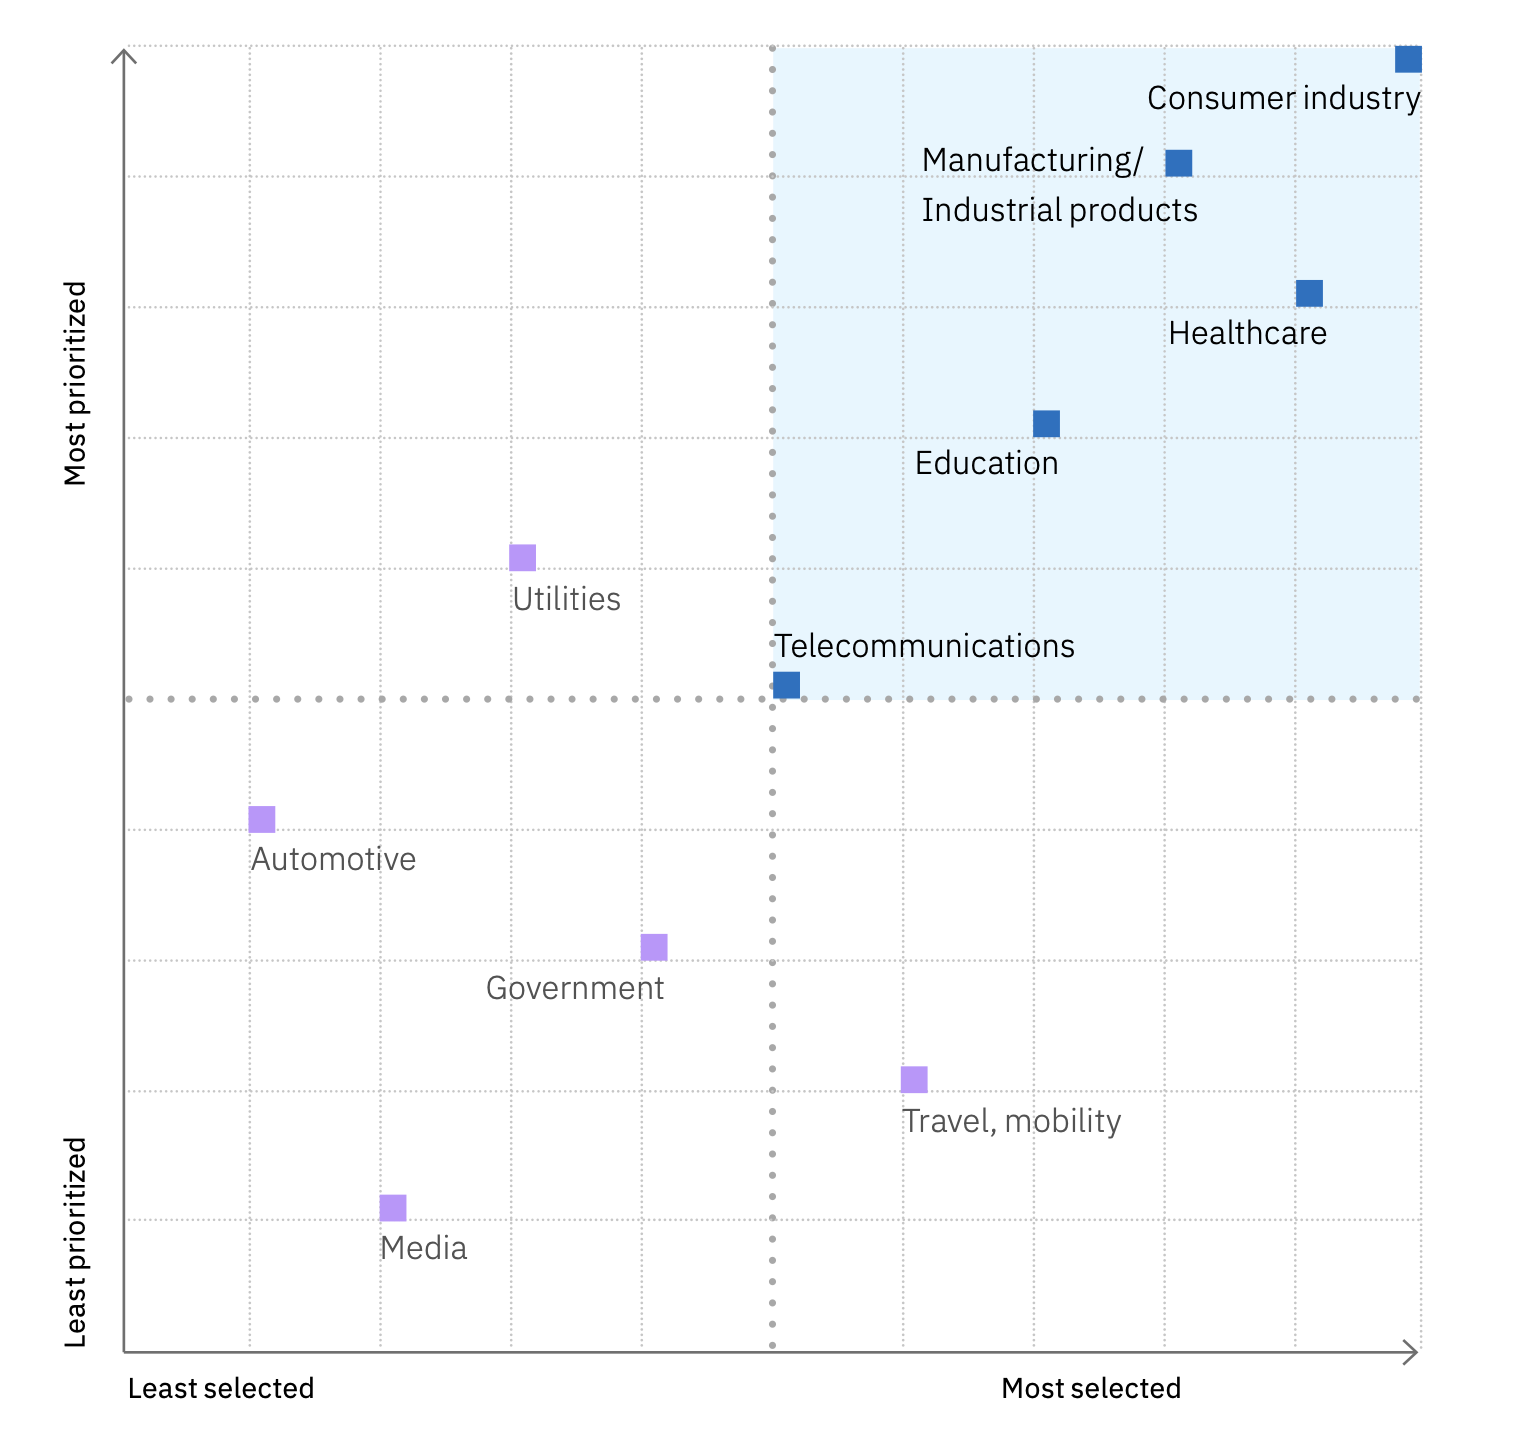 Consumer industry
Manufacturing/
Industrial products
Healthcare
Most prioritized
Education
Utilities
Telecommunications
Automotive
Government
Travel, mobility
Least prioritized
Media
Least selected
Most selected